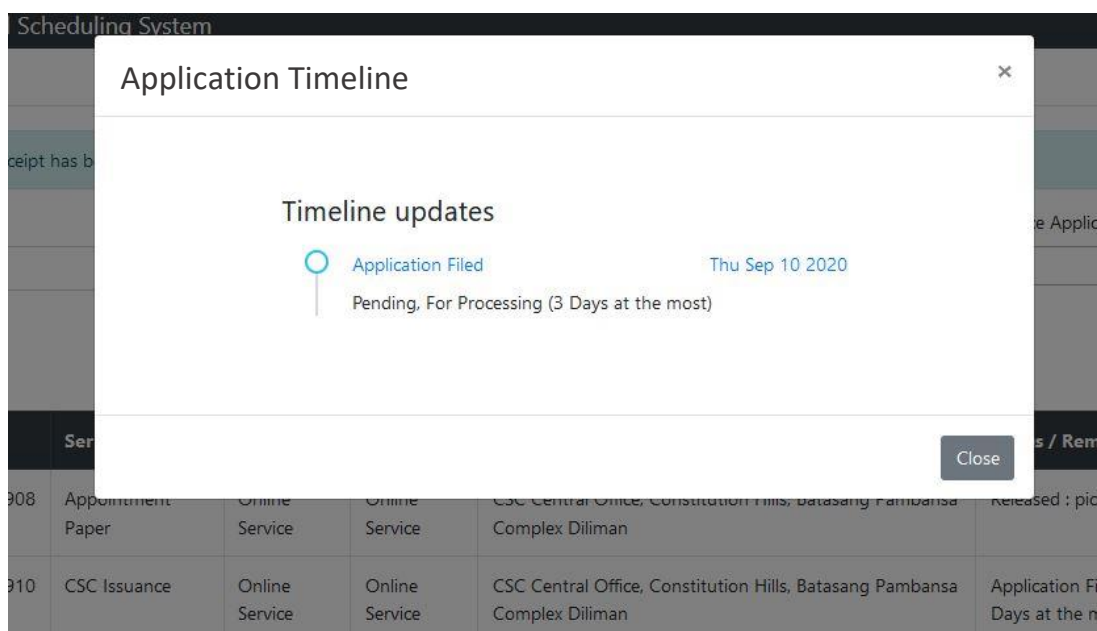 Scheduling System
Application Timeline
×
ceipt has b
Timeline updates
e Applic
Application Filed Thu Sep 10 2020
Pending, For Processing (3 Days at the most)
Ser s / Rem
Close
908 Appointment Online Online CSC Central Office, Constitution Hills, Batasang Pambansa Released : pic
Paper Service Service Complex Diliman
910 CSC Issuance Online Online CSC Central Office, Constitution Hills, Batasang Pambansa Application Fi
Service Service Complex Diliman Days at the m